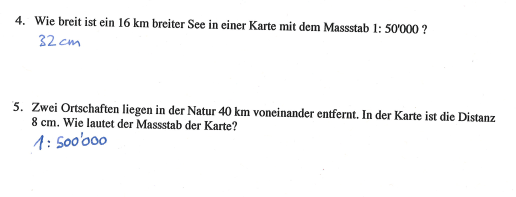 4. Wie breit ist ein 16 km breiter See in einer Karte mit dem Massstab 1: 50'000 ?
32 cm
5. Zwei Ortschaften liegen in der Natur 40 km voneinander entfernt. In der Karte ist die Distanz
8 cm. Wie lautet der Massstab der Karte?
1: 500'000